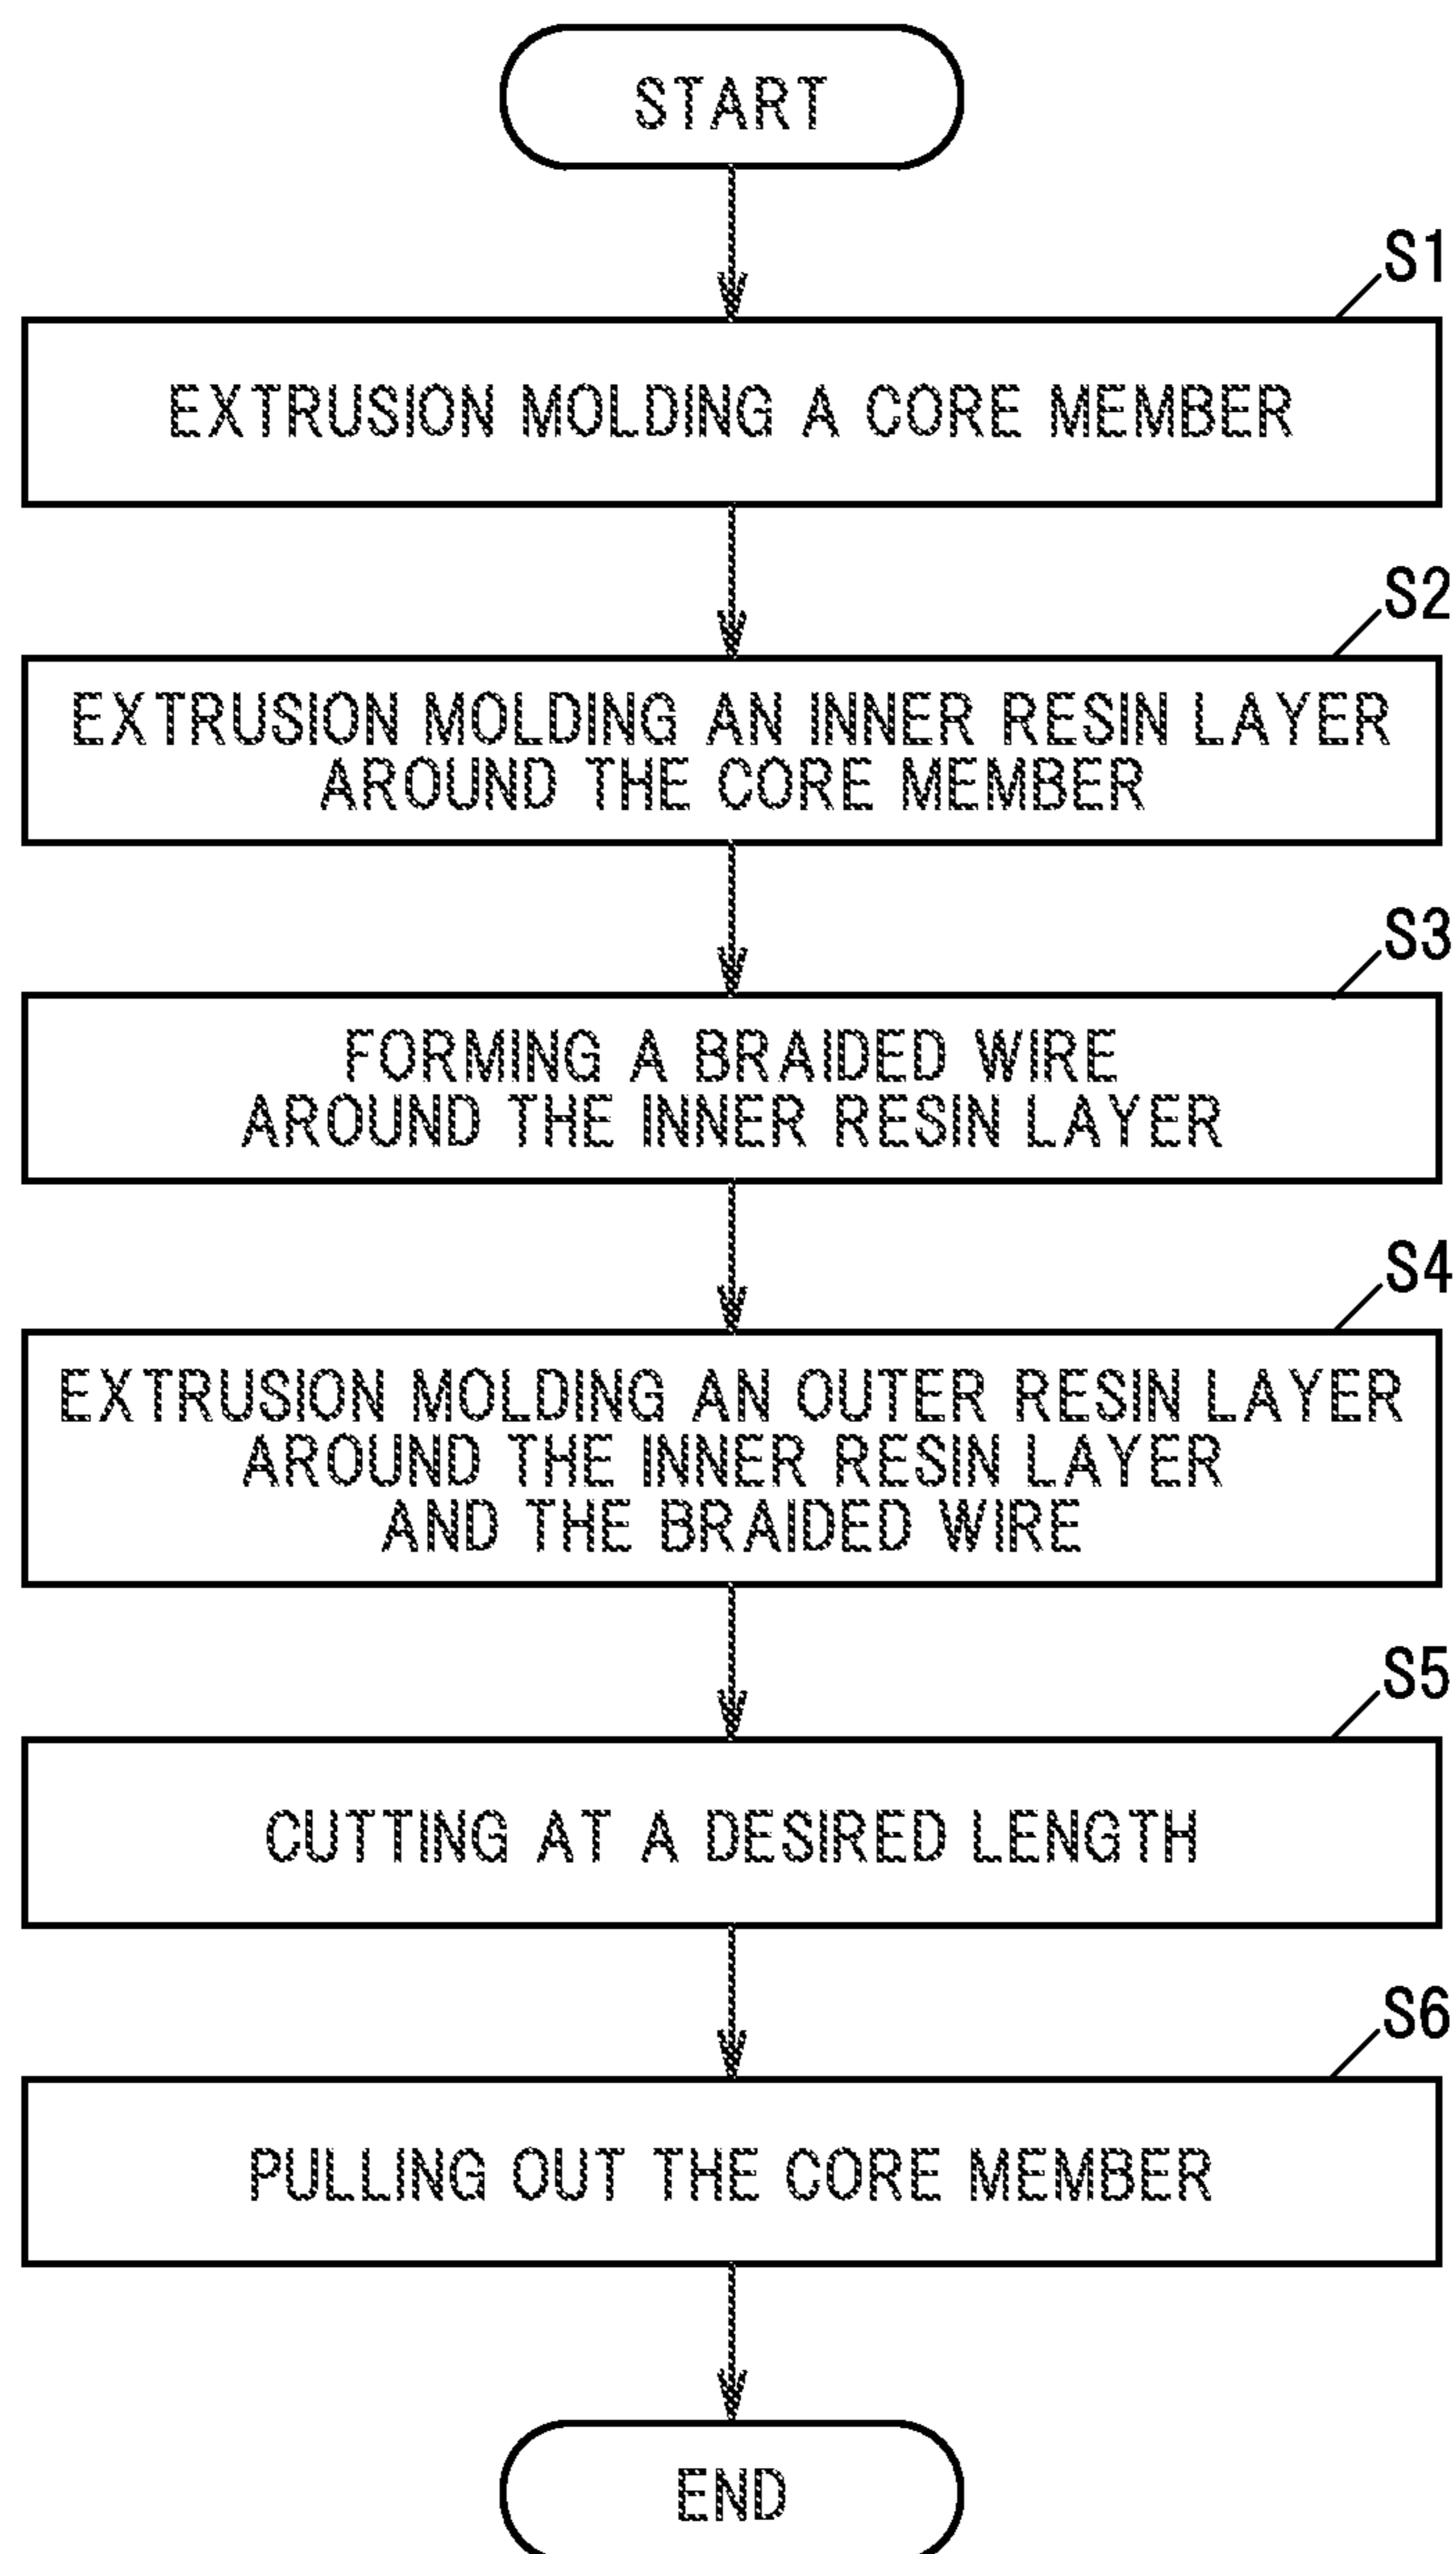 START
S1
EXTRUSION MOLDING A CORE MEMBER
S2
EXTRUSION MOLDING AN INNER RESIN LAYER
AROUND THE CORE MEMBER
S3
FORMING A BRAIDED WIRE
AROUND THE INNER RESIN LAYER
S4
EXTRUSION MOLDING AN OUTER RESIN LAYER
AROUND THE INNER RESIN LAYER
AND THE BRAIDED WIRE
S5
CUTTING AT A DESIRED LENGTH
S6
PULLING OUT THE CORE MEMBER
END